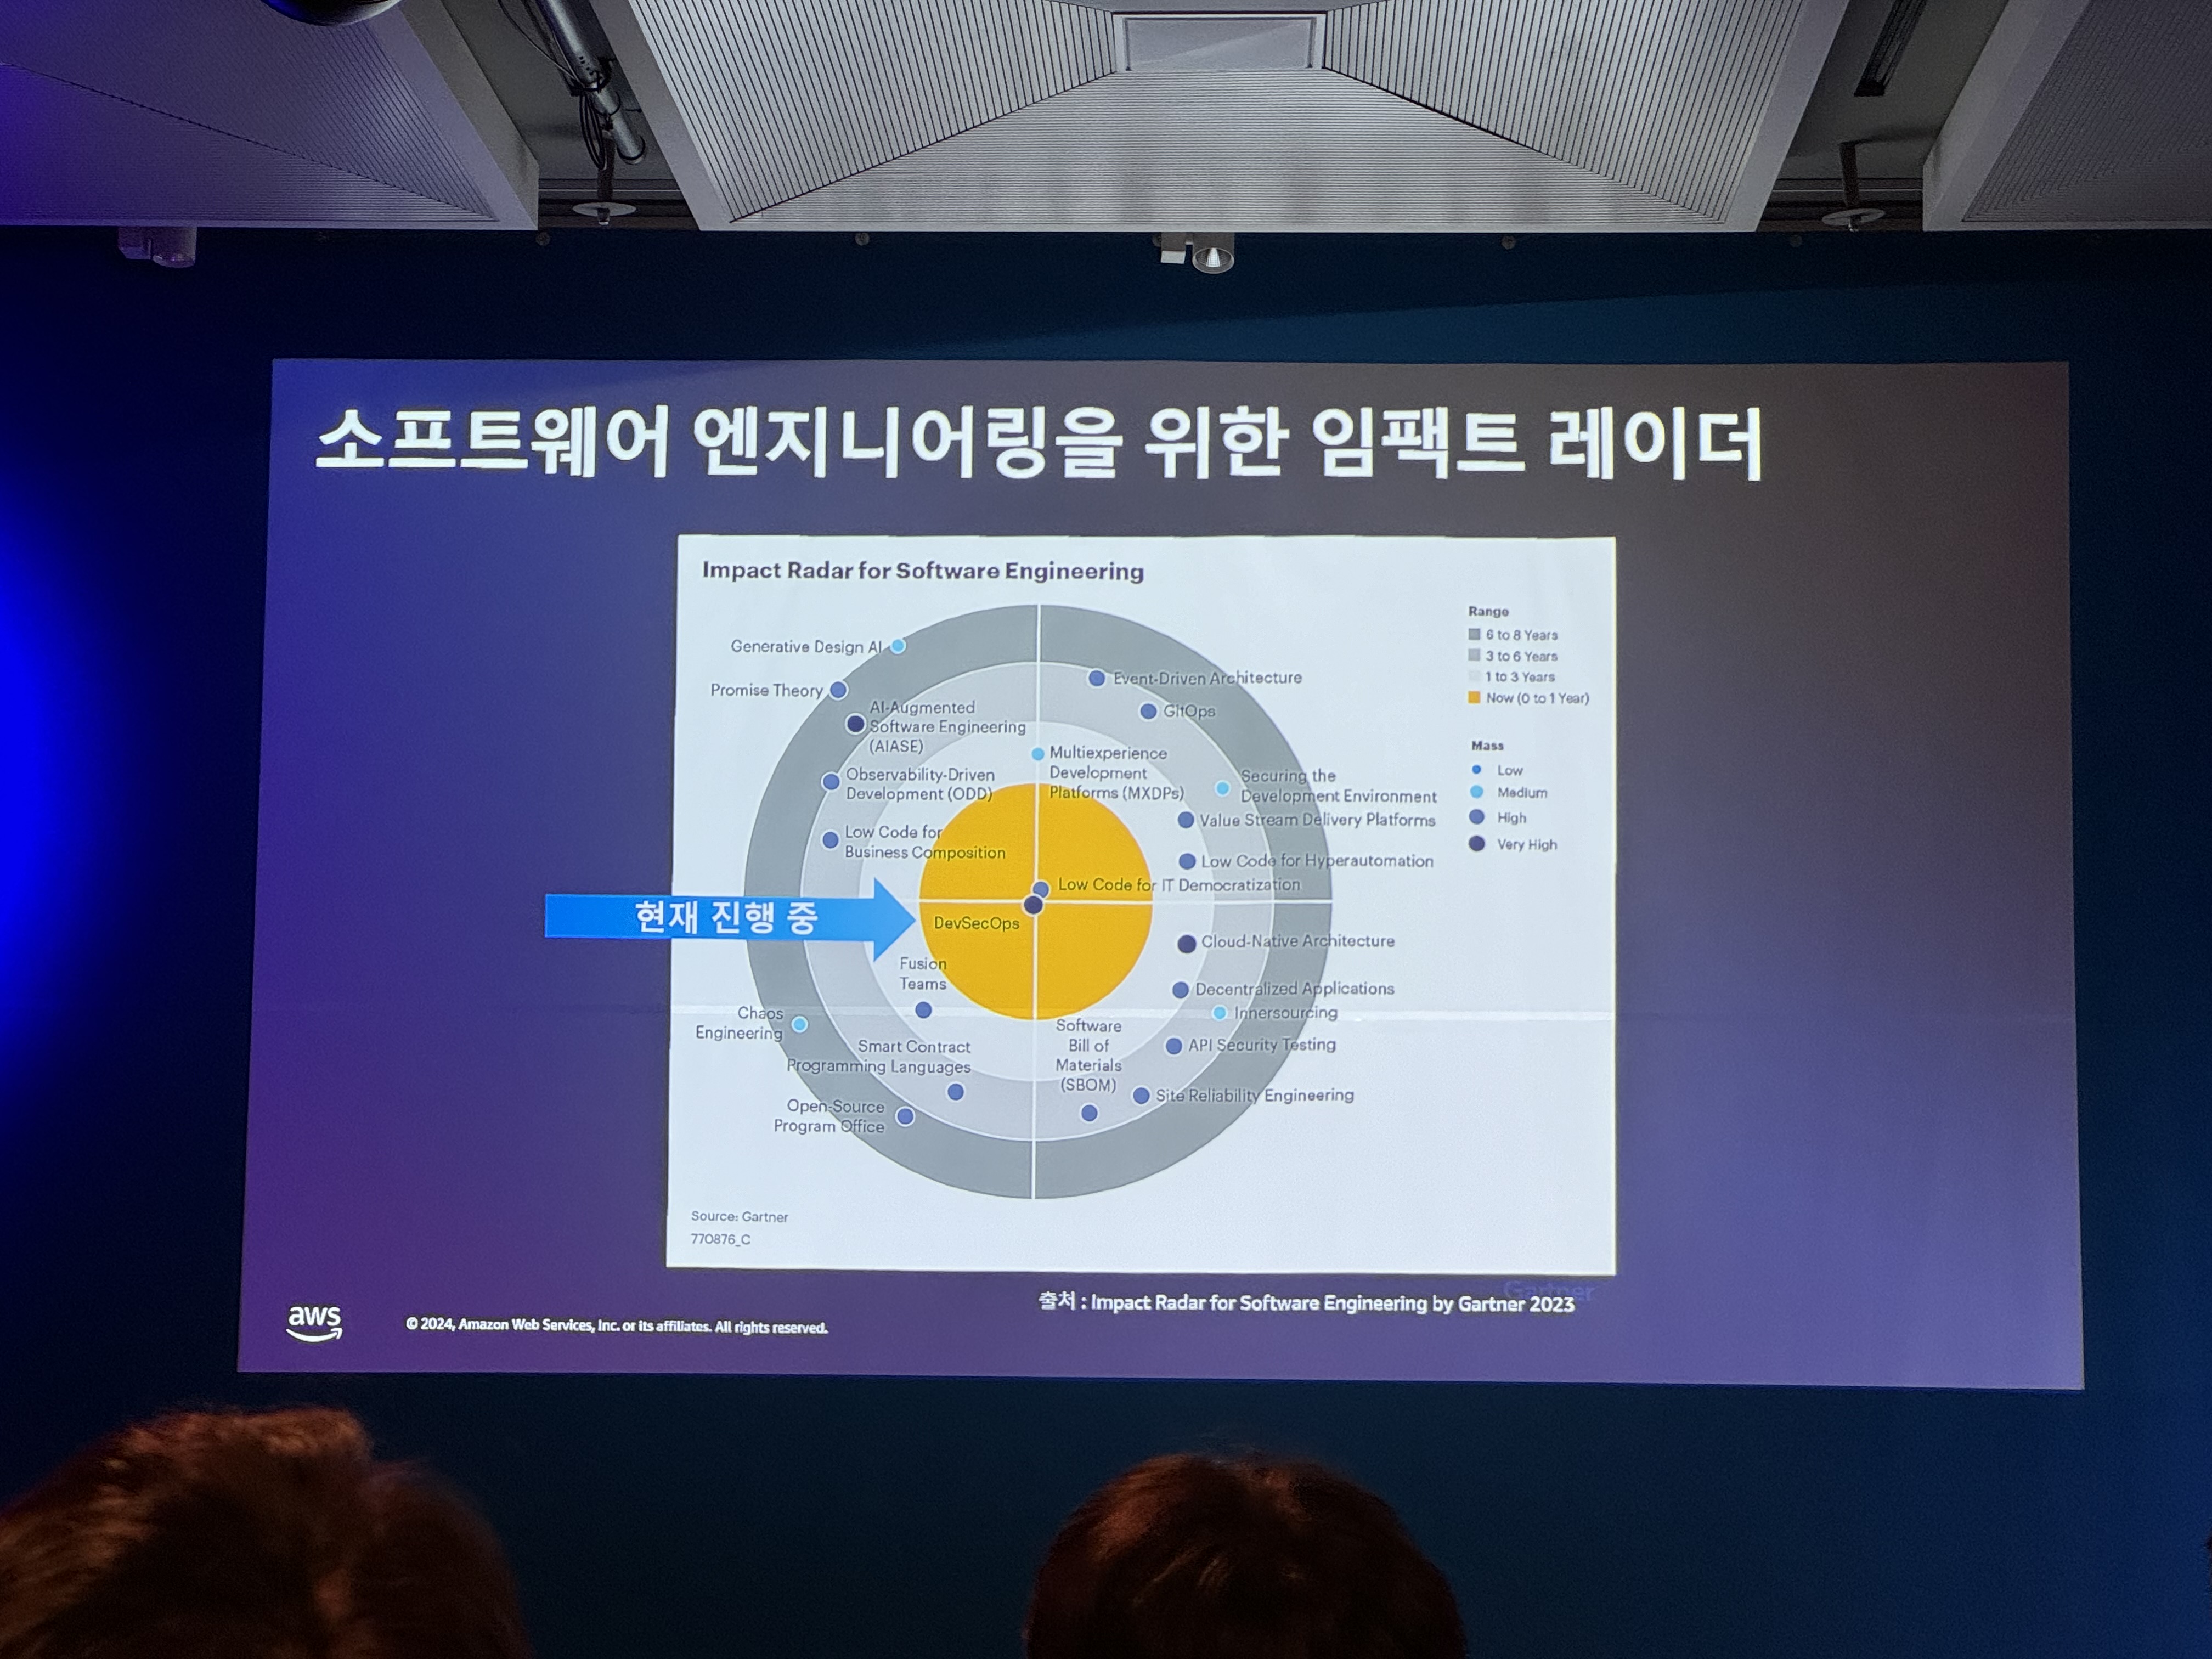 소프트웨어 엔지니어링을 위한 임팩트 레이더
Impact Radar for Software Engineering
Generative Design AI
Promise Theory
AI-Augmented
Software Engineering
(AIASE)
Observability-Driven
Development (ODD)
Low Code for
Business Composition
Event-Driven Architecture
GitOps
Multiexperience
Development
Platforms (MXDPs)
Securing the
Development Environment
Value Stream Delivery Platforms
Low Code for Hyperautomation
Low Code for IT Democratization
Range
6 to 8 Years
3 to 6 Years
1 to 3 Years
Now (0 to 1 Year)
Mass
Low
Medium
High
Very High
현재 진행 중
DevSecOps
Fusion
Teams
Chaos
Engineering
Smart Contract
Programming Languages
Open-Source
Program Office
Cloud-Native Architecture
Decentralized Applications
Innersourcing
API Security Testing
Site Reliability Engineering
Software
Bill of
Materials
(SBOM)
Source: Gartner
770876_C
Gartner
출처 : Impact Radar for Software Engineering by Gartner 2023
aws
© 2024, Amazon Web Services, Inc. or its affiliates. All rights reserved.